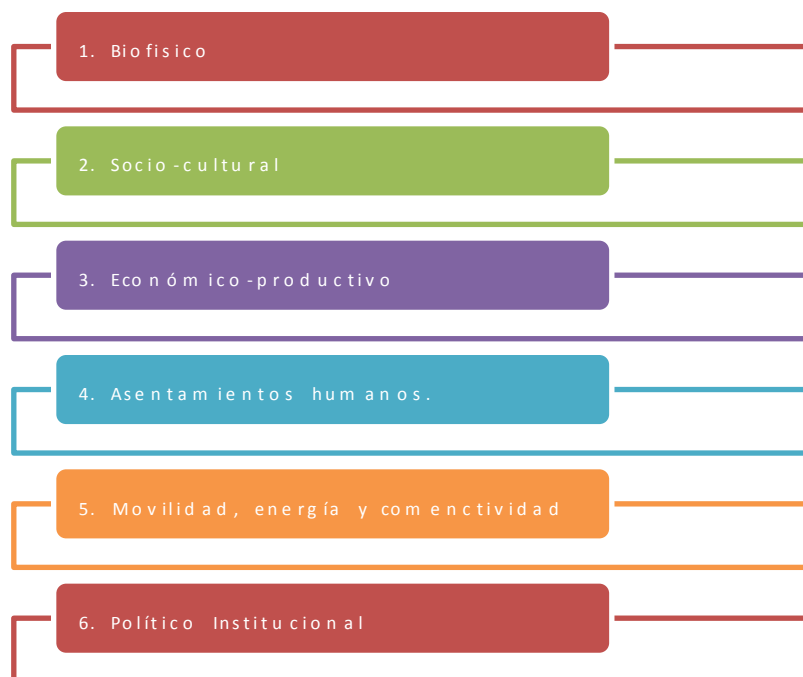 1. Biofisico
2. Socio-cultural
3. Económico-productivo
4. Asentamientos humanos.
5. Movilidad, energía y comenctividad
6. Político Institucional